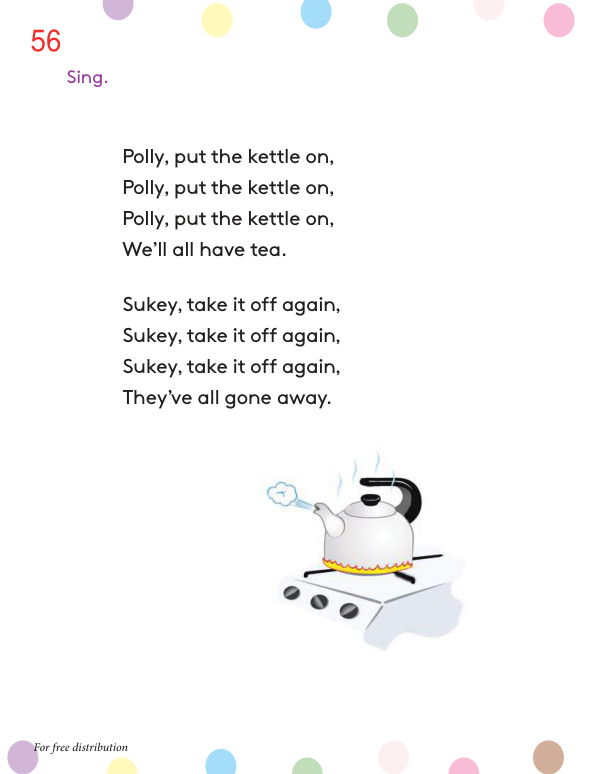 56
Sing.
Polly, put the kettle on,
Polly, put the kettle on,
Polly, put the kettle on,
We’ll all have tea.
Sukey, take it off again,
Sukey, take it off again,
Sukey, take it off again,
They’ve all gone away.
For free distribution